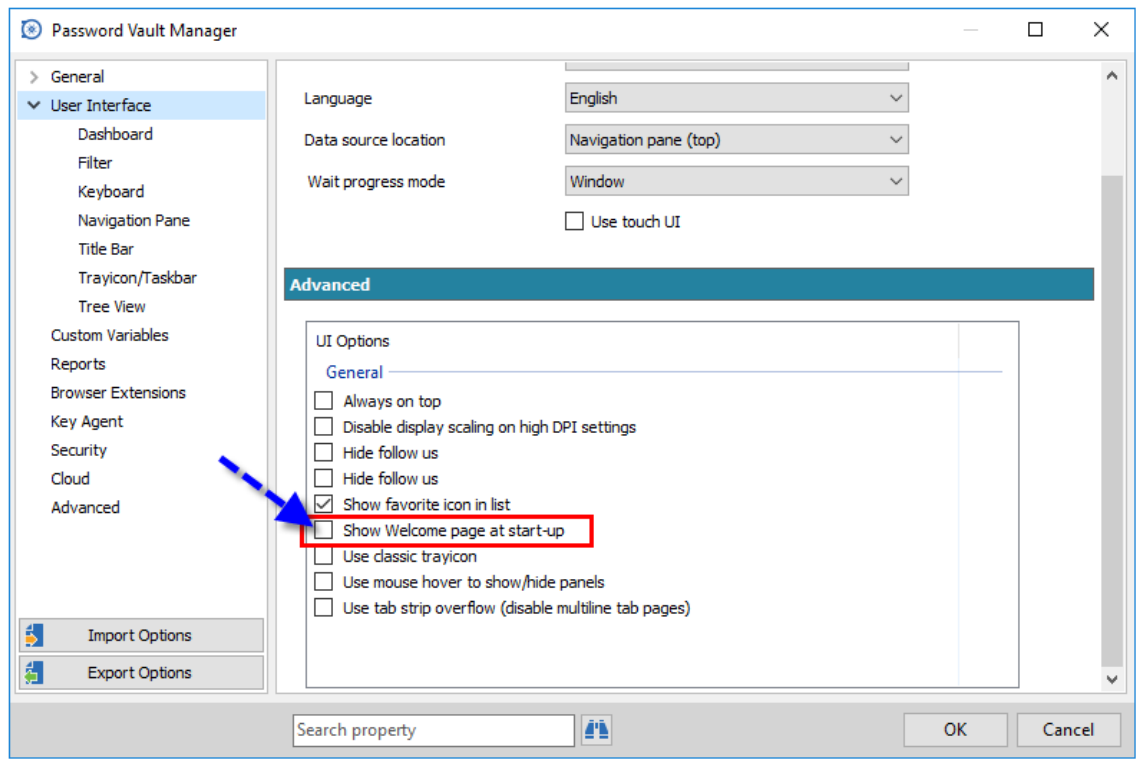 Password Vault Manager
General
User Interface
Dashboard
Filter
Keyboard
Navigation Pane
Title Bar
Trayicon/Taskbar
Tree View
Custom Variables
Reports
Browser Extensions
Key Agent
Security
Cloud
Advanced
Import Options
Export Options
Language English
Data source location Navigation pane (top)
Wait progress mode Window
Use touch UI
Advanced
UI Options
General
Always on top
Disable display scaling on high DPI settings
Hide follow us
Hide follow us
Show favorite icon in list
Show Welcome page at start-up
Use classic trayicon
Use mouse hover to show/hide panels
Use tab strip overflow (disable multiline tab pages)
Search property
OK
Cancel